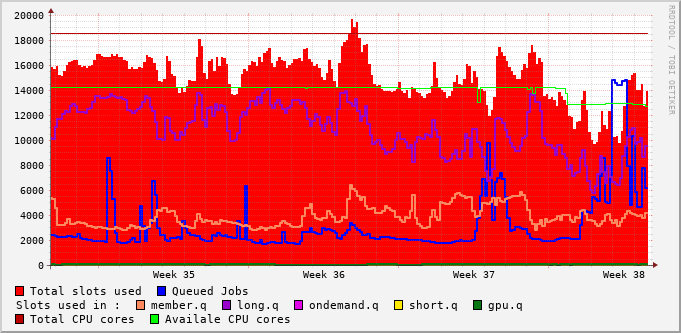 20000
18000
16000
14000
12000
10000
8000
6000
4000
2000
0
Week 35 Week 36 Week 37 Week 38
Total slots used Queued Jobs
Slots used in : member.q long.q ondemand.q short.q gpu.q
Total CPU cores Availale CPU cores
RRDTOOL / TOBI OETIKER